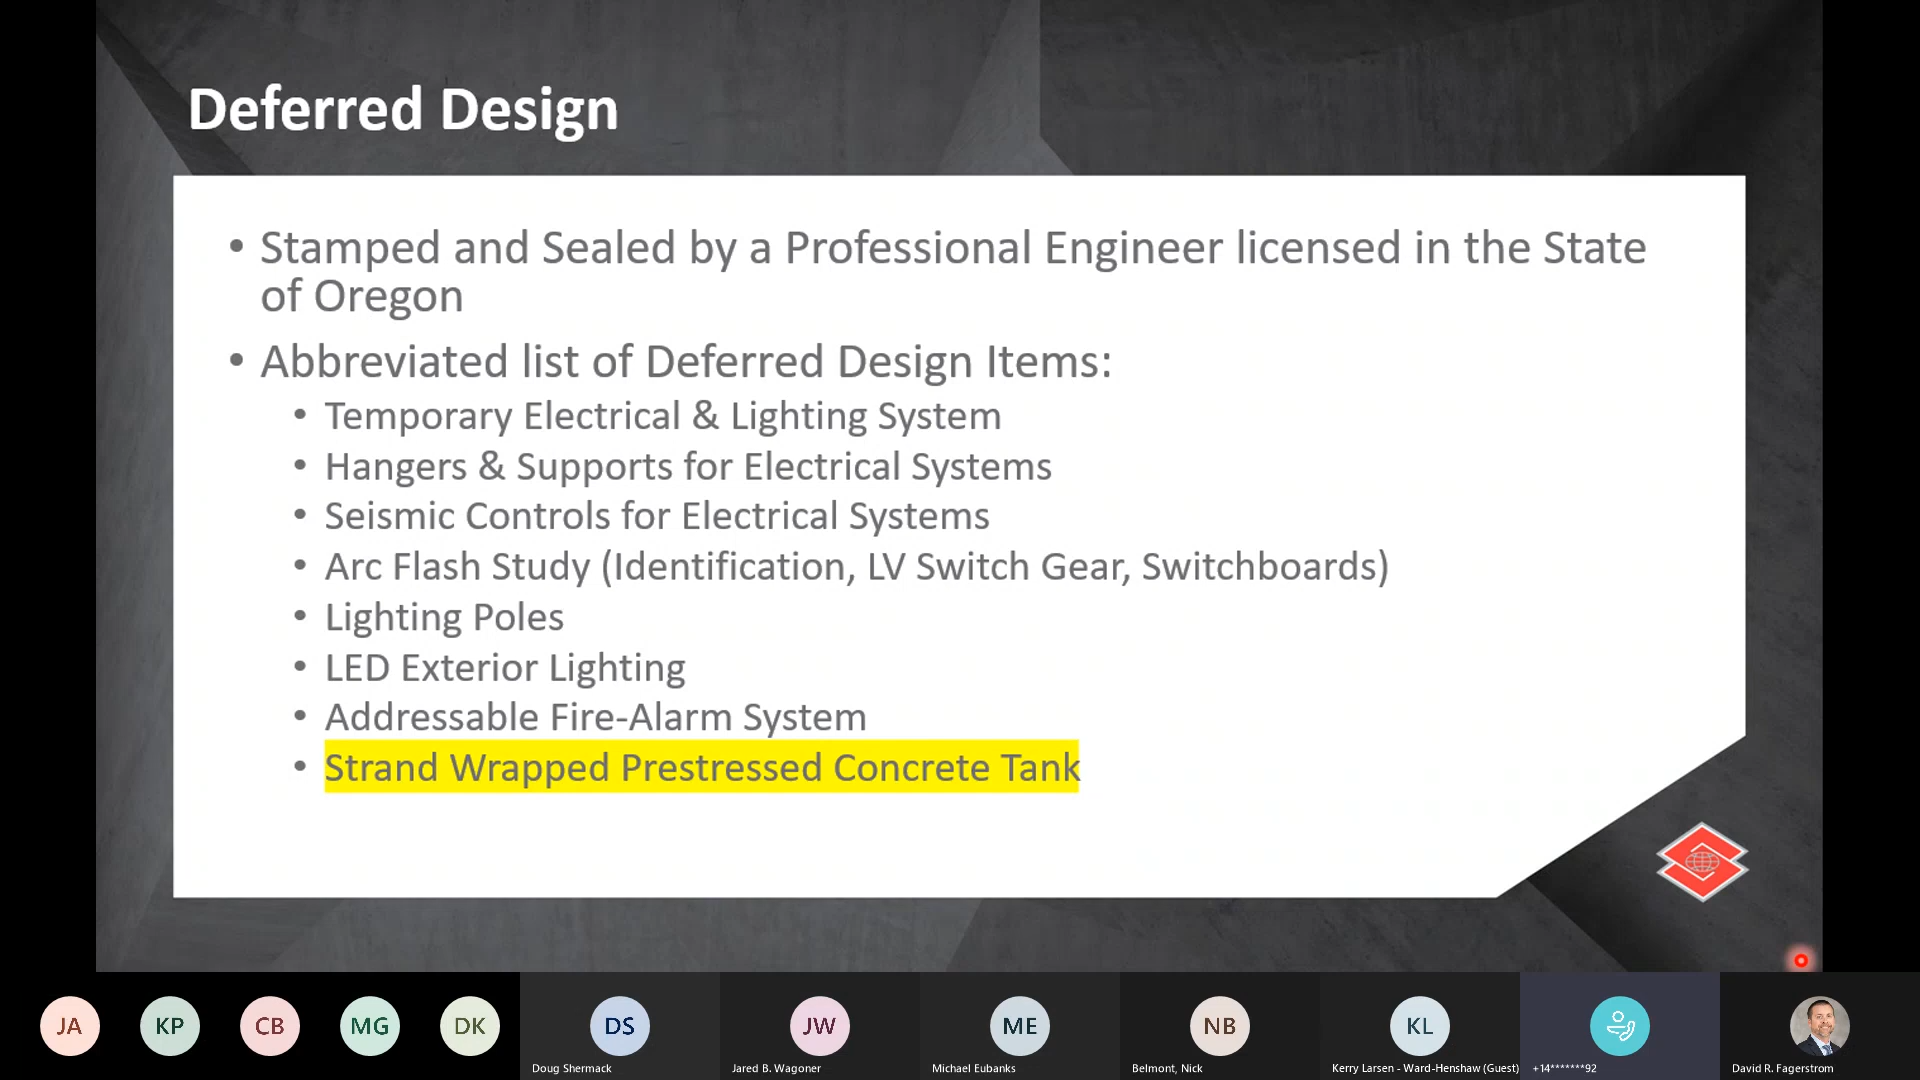 Deferred Design
• Stamped and Sealed by a Professional Engineer licensed in the State
of Oregon
• Abbreviated list of Deferred Design Items:
• Temporary Electrical & Lighting System
• Hangers & Supports for Electrical Systems
• Seismic Controls for Electrical Systems
• Arc Flash Study (Identification, LV Switch Gear, Switchboards)
• Lighting Poles
• LED Exterior Lighting
• Addressable Fire-Alarm System
• Strand Wrapped Prestressed Concrete Tank
JA KP CB MG DK DS JW ME NB KL
Doug Shermack Jared B. Wagoner Michael Eubanks Belmont, Nick Kerry Larsen - Ward-Henshaw (Guest) +14*******92 David R. Fagerstrom